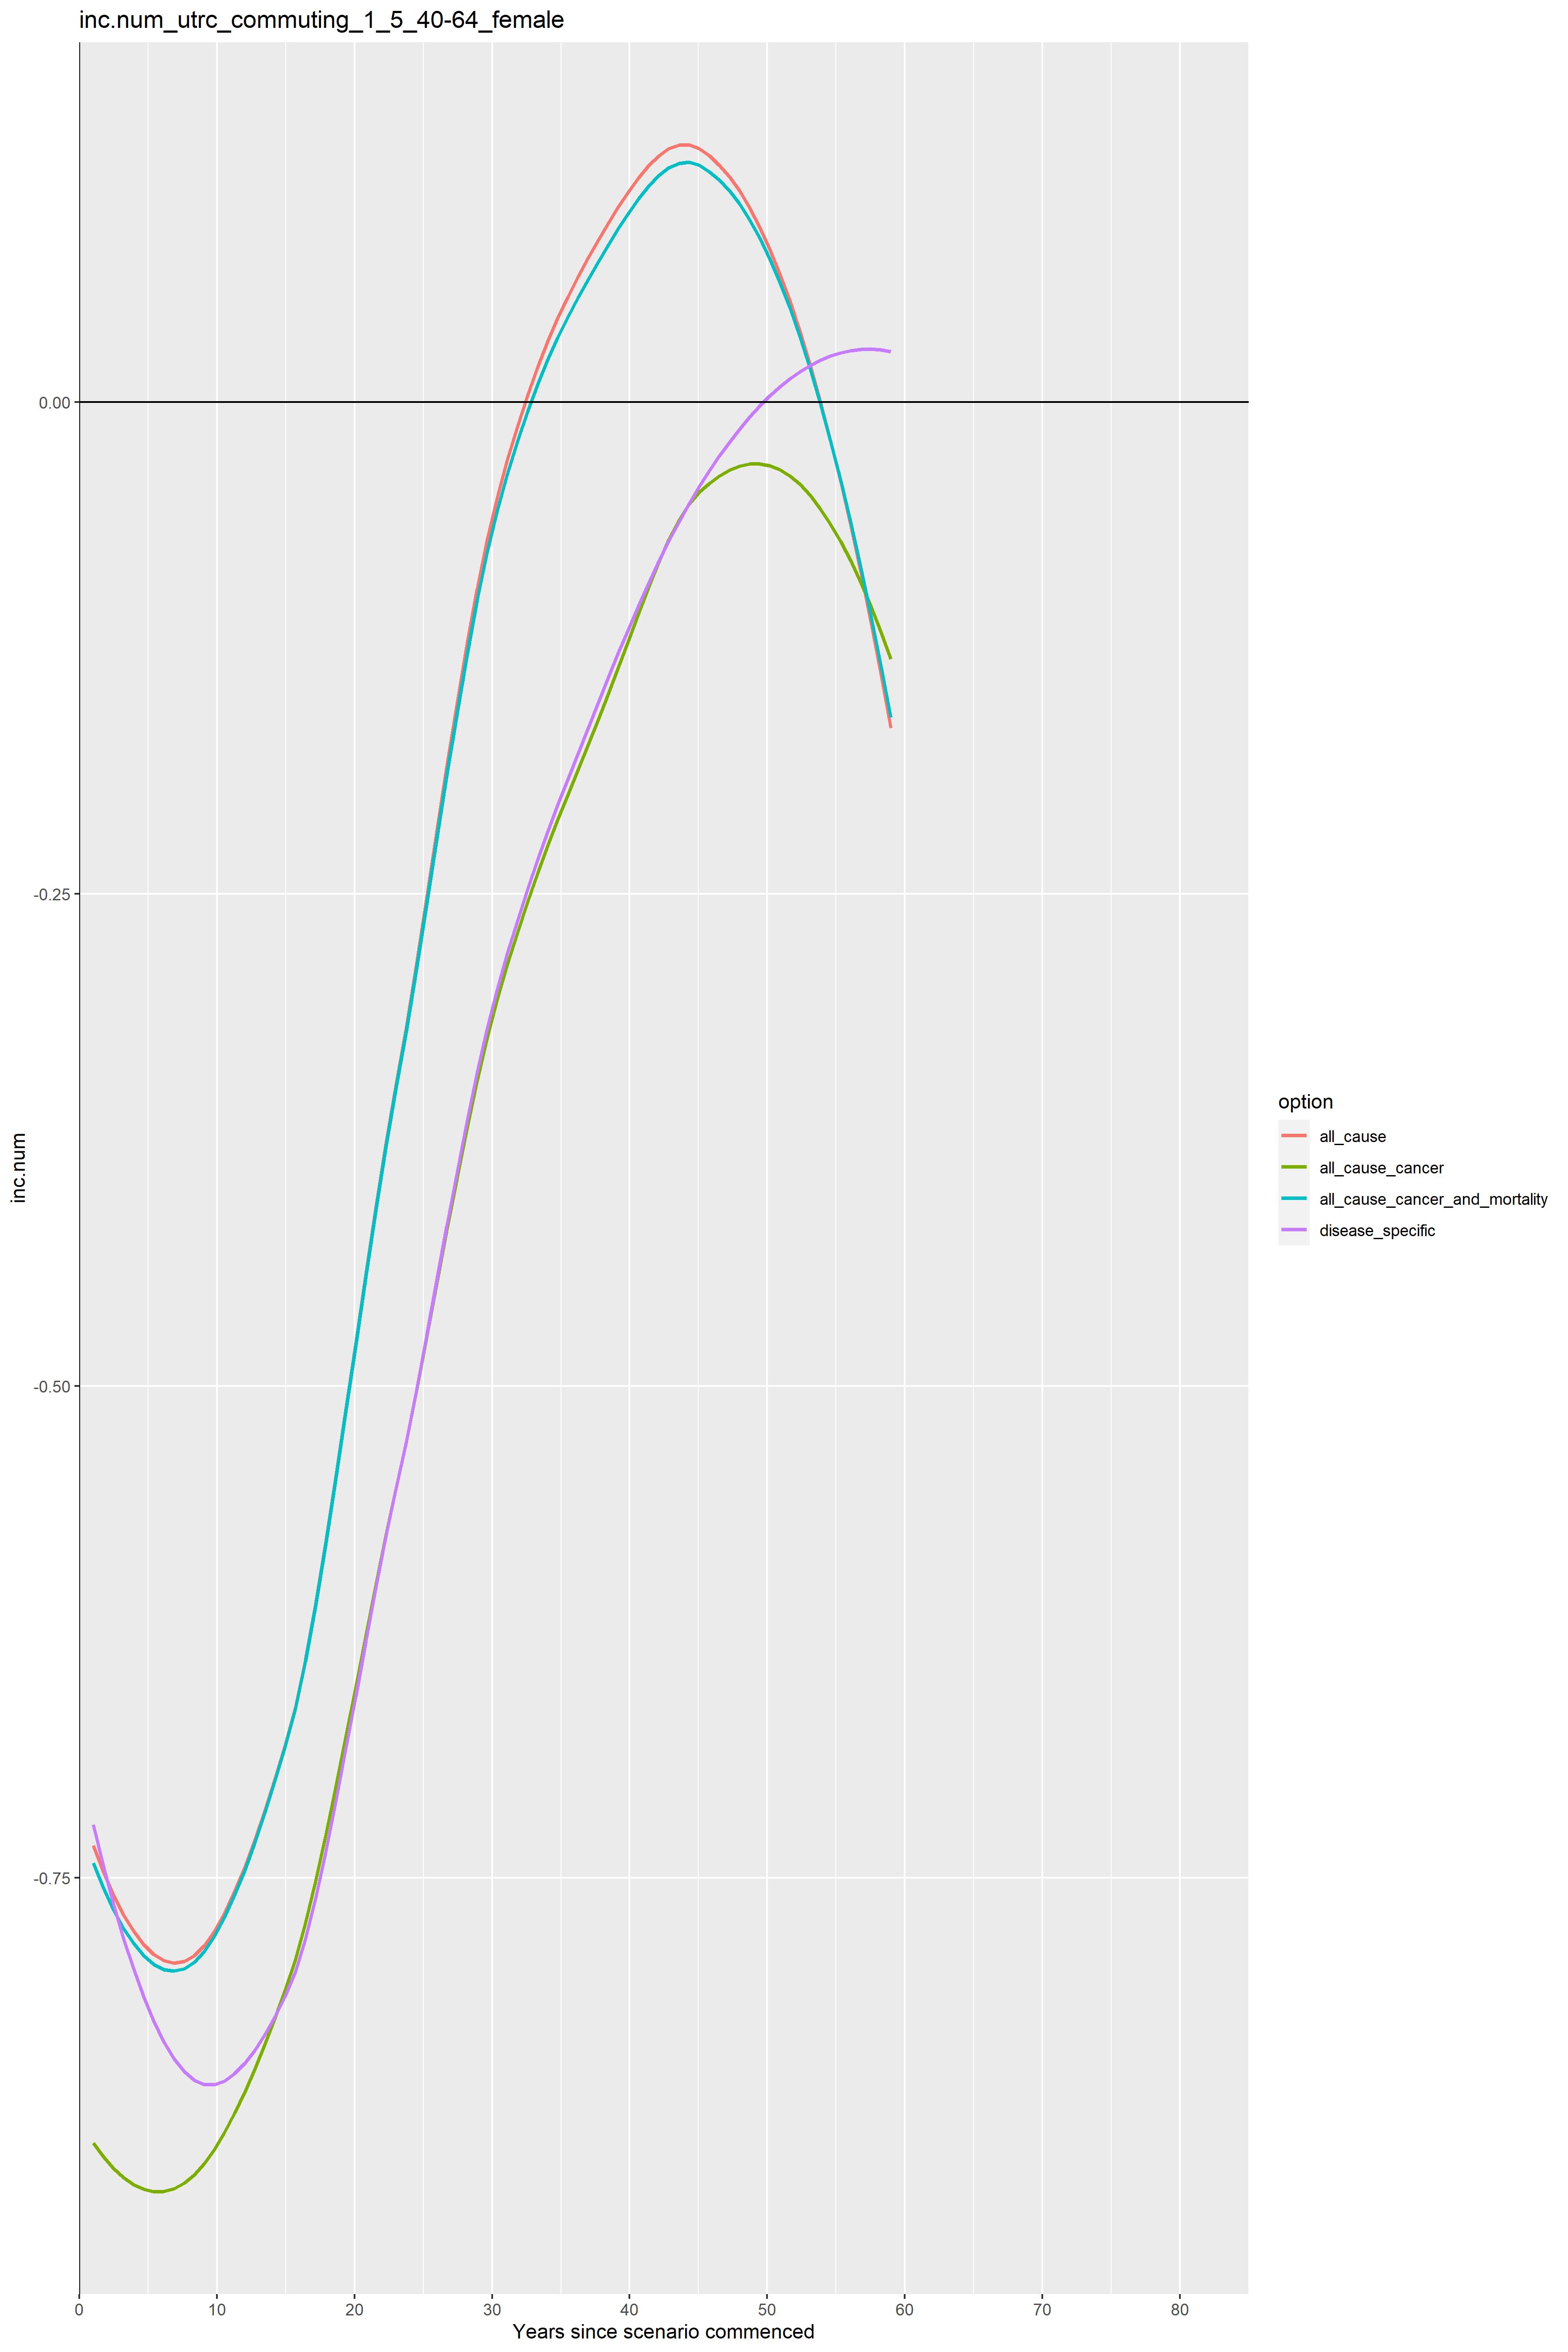 inc.num_utrc_commuting_1_5_40-64_female
0.00
-0.25
-0.50
-0.75
inc.num
0 10 20 30 40 50 60 70 80
Years since scenario commenced
option
all_cause
all_cause_cancer
all_cause_cancer_and_mortality
disease_specific